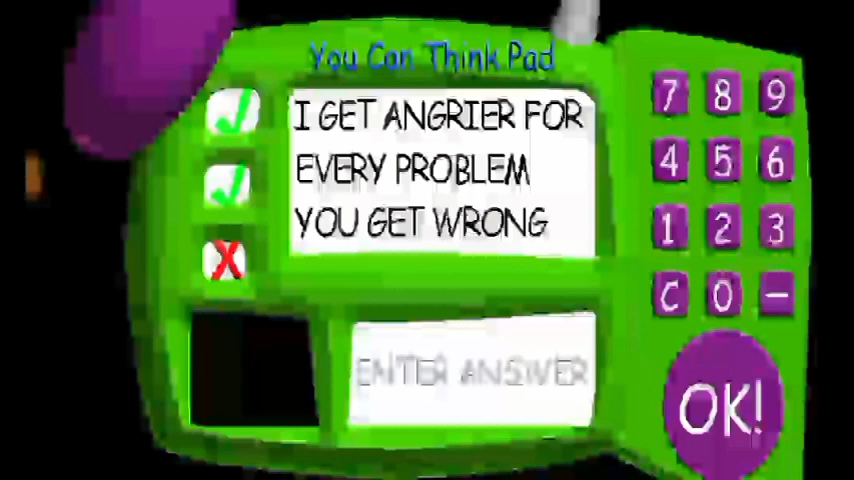 You Can Think Pad
I GET ANGRIER FOR
EVERY PROBLEM
YOU GET WRONG
ENTER ANSWER
7 8 9
4 5 6
1 2 3
C 0 −
OK!